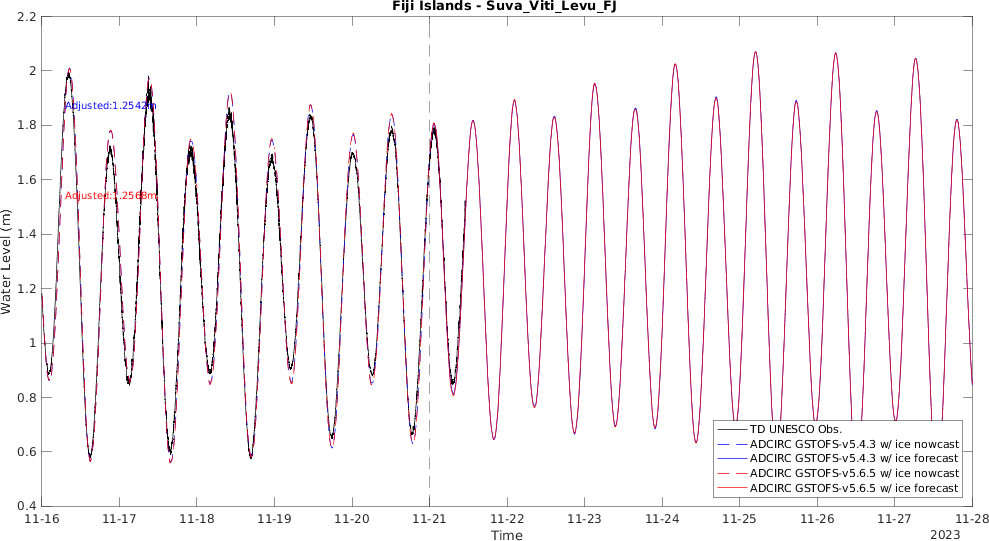 Fiji Islands - Suva_Viti_Levu_FJ
2.2
2
1.8
1.6
1.4
1.2
1
0.8
0.6
0.4
Water Level (m)
Adjusted:1.2542m
Adjusted:1.2568m
TD UNESCO Obs.
ADCIRC GSTOFS-v5.4.3 w/ ice nowcast
ADCIRC GSTOFS-v5.4.3 w/ ice forecast
ADCIRC GSTOFS-v5.6.5 w/ ice nowcast
ADCIRC GSTOFS-v5.6.5 w/ ice forecast
11-16 11-17 11-18 11-19 11-20 11-21 11-22 11-23 11-24 11-25 11-26 11-27 11-28
Time
2023